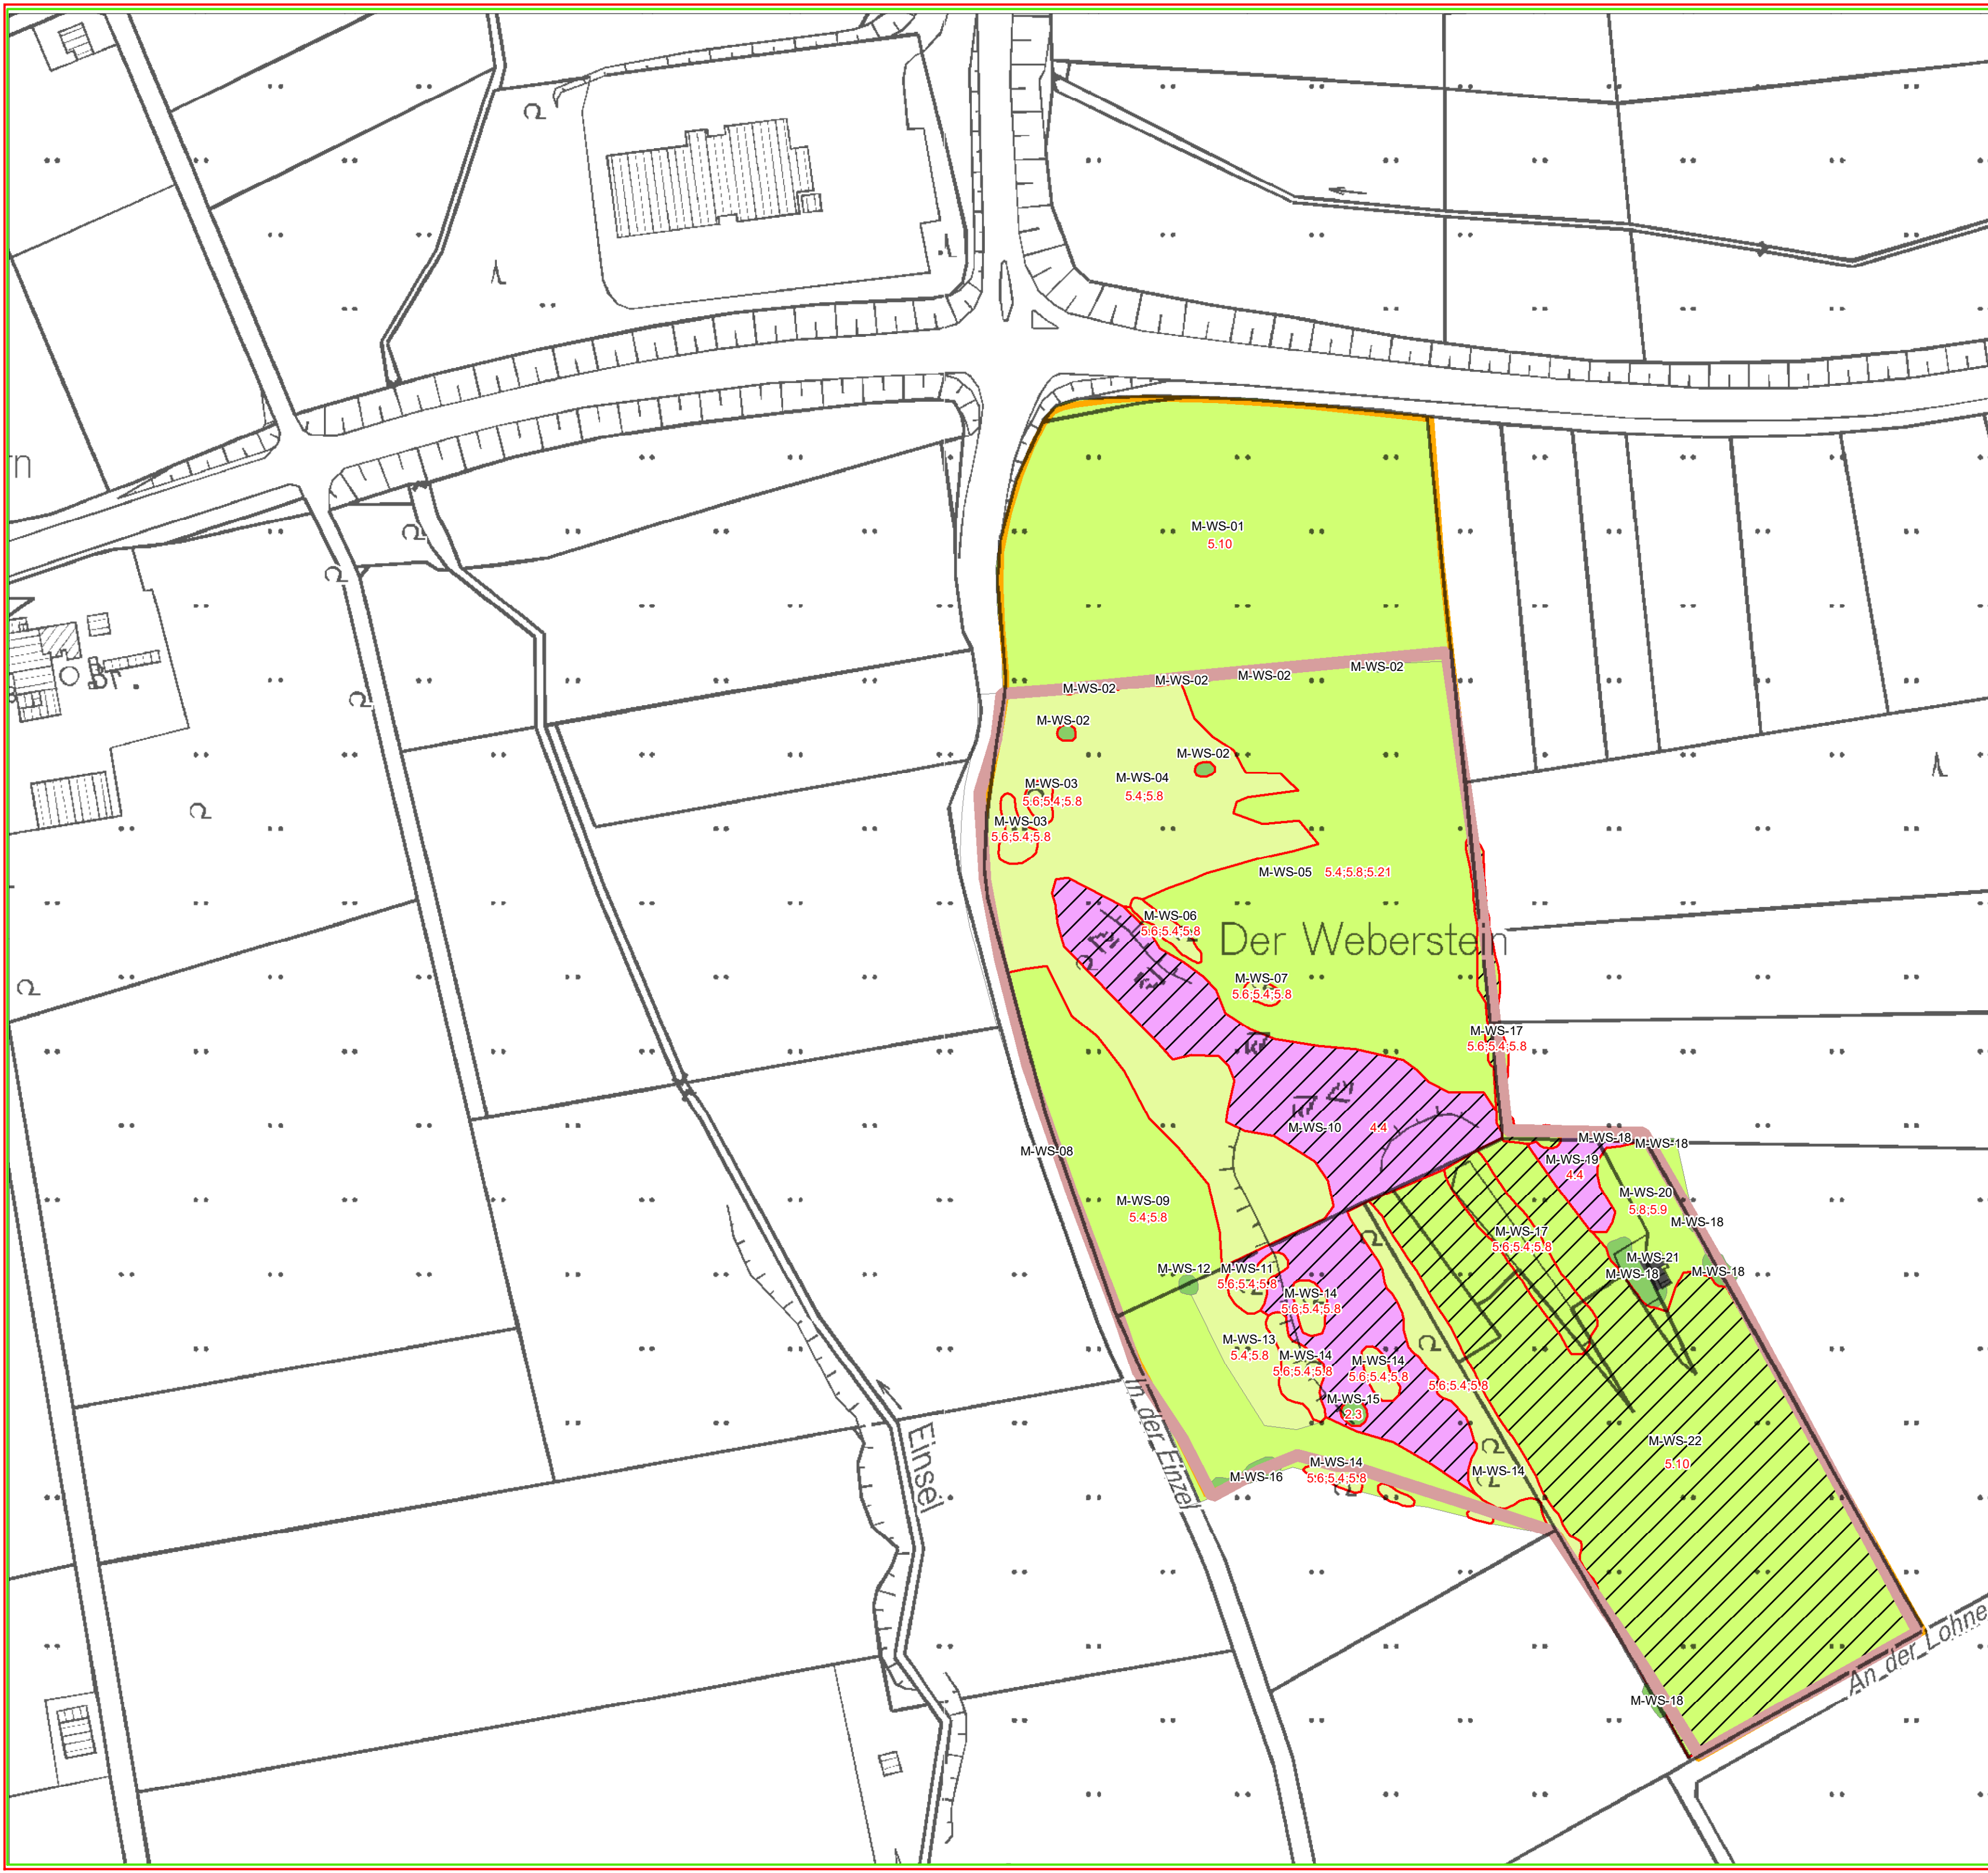 M-WS-01
5.10
M-WS-02
M-WS-02
M-WS-02
M-WS-02
M-WS-02
M-WS-02
M-WS-03
5.6;5.4;5.8
M-WS-04
5.4;5.8
M-WS-03
5.6;5.4;5.8
M-WS-05 5.4;5.8;5.21
M-WS-06
5.6;5.4;5.8
Der Weberstein
M-WS-07
5.6;5.4;5.8
M-WS-17
5.6;5.4;5.8
M-WS-10 4.4
M-WS-08
M-WS-18
M-WS-18
M-WS-19
4.4
M-WS-09
5.4;5.8
M-WS-20
5.8;5.9
M-WS-18
M-WS-17
5.6;5.4;5.8
M-WS-21
M-WS-18
M-WS-18
M-WS-12
M-WS-11
5.6;5.4;5.8
M-WS-14
5.6;5.4;5.8
M-WS-13
5.4;5.8
M-WS-14
5.6;5.4;5.8
M-WS-14
5.6;5.4;5.8
5.6;5.4;5.8
M-WS-15
2.3
M-WS-22
5.10
M-WS-14
5.6;5.4;5.8
M-WS-14
M-WS-16
In der Einzel
Einsel
An der Lohne
M-WS-18
Br.